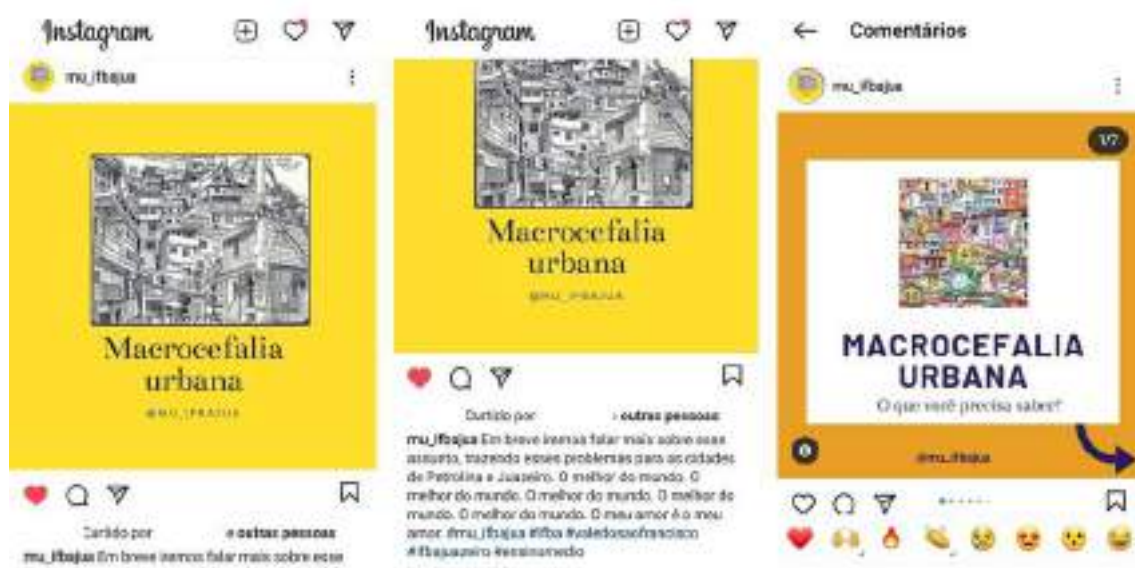 Instagram
mu_ifbajua
Macrocefalia
urbana
@MU_IFBAJUA
Curtido por e outras pessoas
mu_ifbajua Em breve iremos falar mais sobre esse
Instagram
Macrocefalia
urbana
@MU_IFBAJUA
Curtido por outras pessoas
mu_ifbajua Em breve iremos falar mais sobre esse
assunto, trazendo esses problemas para as cidades
de Petrolina e Juazeiro. O melhor do mundo. O
melhor do mundo. O melhor do mundo. O melhor do
mundo. O melhor do mundo. O meu amor é o meu
amor. #mu_ifbajua #ifba #valedosaofrancisco
#ifbajuazeiro #ensinomedio
Comentários
mu_ifbajua
1/7
MACROCEFALIA
URBANA
O que você precisa saber?
@mu_ifbajua